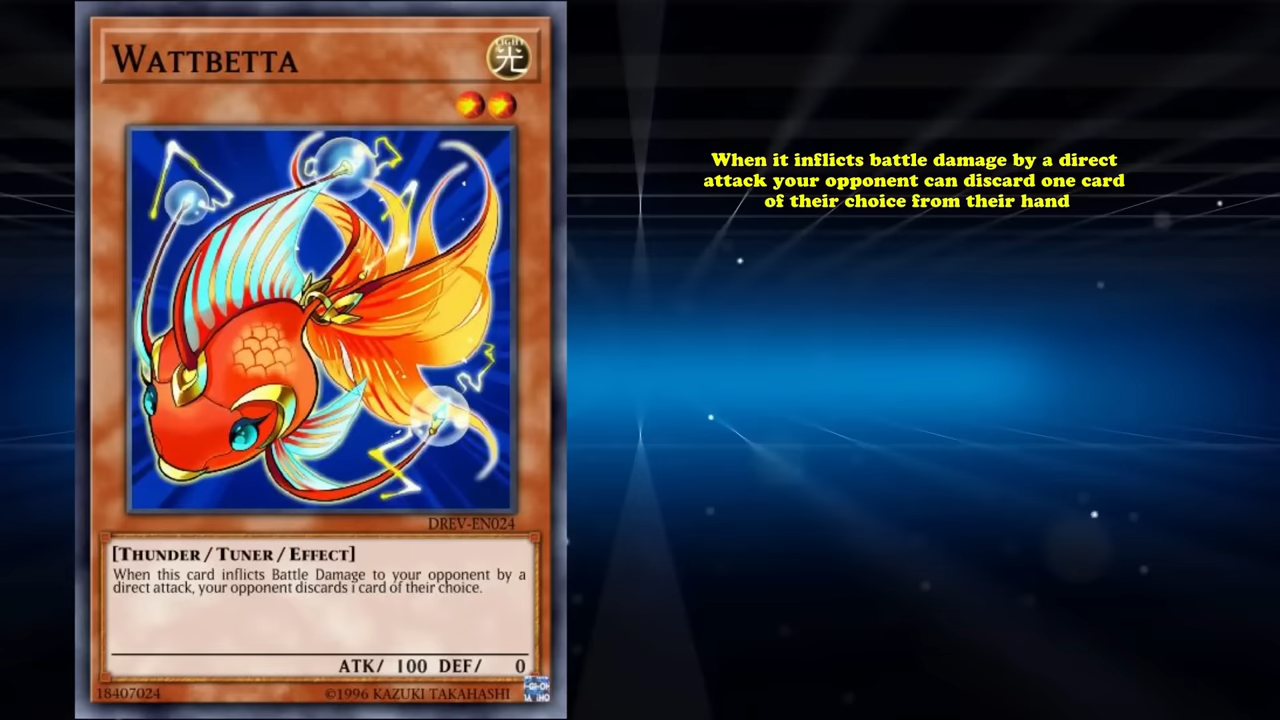 WATTBETTA
LIGHT
光
When it inflicts battle damage by a direct
attack your opponent can discard one card
of their choice from their hand
DREV-EN024
[THUNDER / TUNER / EFFECT]
When this card inflicts Battle Damage to your opponent by a
direct attack, your opponent discards 1 card of their choice.
ATK/ 100 DEF/ 0
18407024
©1996 KAZUKI TAKAHASHI